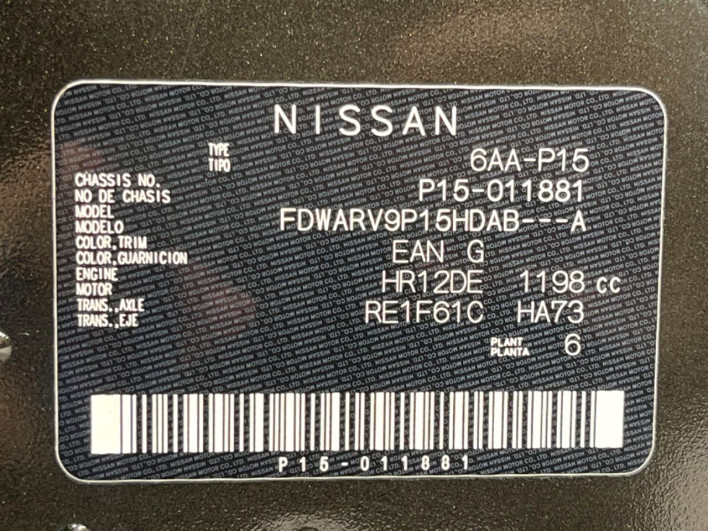 NISSAN
TYPE
TIPO 6AA-P15
CHASSIS NO.
NO DE CHASIS P15-011881
MODEL
MODELO FDWARV9P15HDAB---A
COLOR,TRIM
COLOR,GUARNICION EAN G
ENGINE
MOTOR HR12DE 1198 cc
TRANS.,AXLE
TRANS.,EJE RE1F61C HA73
PLANT
PLANTA 6
P15-011881